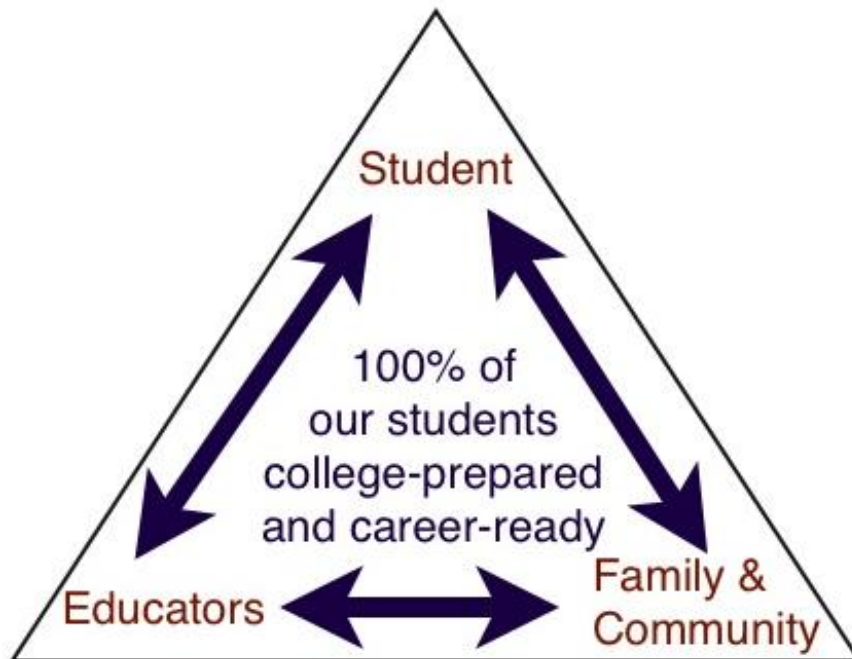 Student
100% of
our students
college-prepared
and career-ready
Educators
Family &
Community